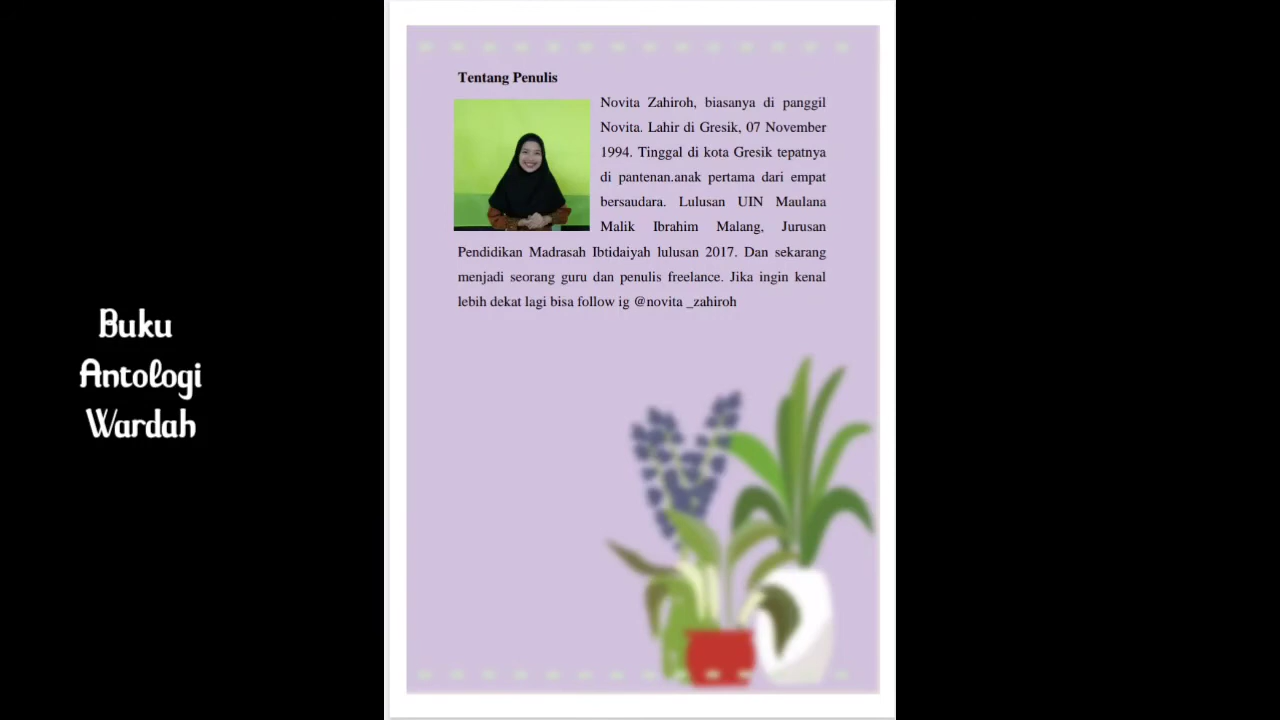 Buku
Antologi
Wardah
Tentang Penulis
Novita Zahiroh, biasanya di panggil
Novita. Lahir di Gresik, 07 November
1994. Tinggal di kota Gresik tepatnya
di pantenan.anak pertama dari empat
bersaudara. Lulusan UIN Maulana
Malik Ibrahim Malang, Jurusan
Pendidikan Madrasah Ibtidaiyah lulusan 2017. Dan sekarang
menjadi seorang guru dan penulis freelance. Jika ingin kenal
lebih dekat lagi bisa follow ig @novita _zahiroh